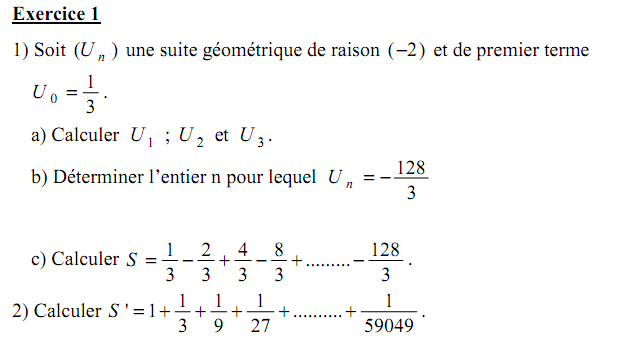 Exercice 1
1) Soit (U_n) une suite géométrique de raison (−2) et de premier terme
U_0 = 1/3 .
a) Calculer U_1 ; U_2 et U_3 .
b) Déterminer l'entier n pour lequel U_n = − 128/3
c) Calculer S = 1/3 − 2/3 + 4/3 − 8/3 + ......... − 128/3 .
2) Calculer S ' = 1 + 1/3 + 1/9 + 1/27 + .......... + 1/59049 .